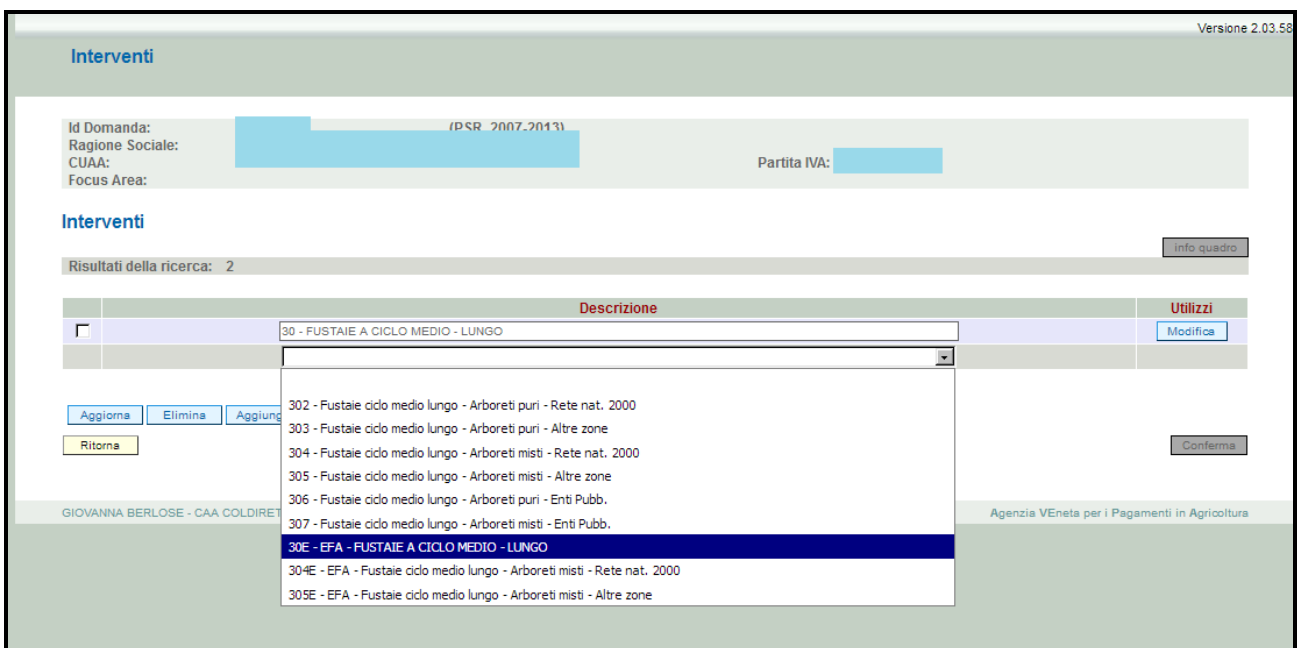 Versione 2.03.58
Interventi
Id Domanda: (PSR 2007-2013)
Ragione Sociale:
CUAA: Partita IVA:
Focus Area:
Interventi
info quadro
Risultati della ricerca: 2
Descrizione Utilizzi
30 - FUSTAIE A CICLO MEDIO - LUNGO Modifica
302 - Fustaie ciclo medio lungo - Arboreti puri - Rete nat. 2000
Aggiorna Elimina
303 - Fustaie ciclo medio lungo - Arboreti puri - Altre zone
Ritorna Conferma
304 - Fustaie ciclo medio lungo - Arboreti misti - Rete nat. 2000
305 - Fustaie ciclo medio lungo - Arboreti misti - Altre zone
306 - Fustaie ciclo medio lungo - Arboreti puri - Enti Pubb.
GIOVANNA BERLOSE - CAA COLDIRET Agenzia VEneta per i Pagamenti in Agricoltura
307 - Fustaie ciclo medio lungo - Arboreti misti - Enti Pubb.
30E - EFA - FUSTAIE A CICLO MEDIO - LUNGO
304E - EFA - Fustaie ciclo medio lungo - Arboreti misti - Rete nat. 2000
305E - EFA - Fustaie ciclo medio lungo - Arboreti misti - Altre zone